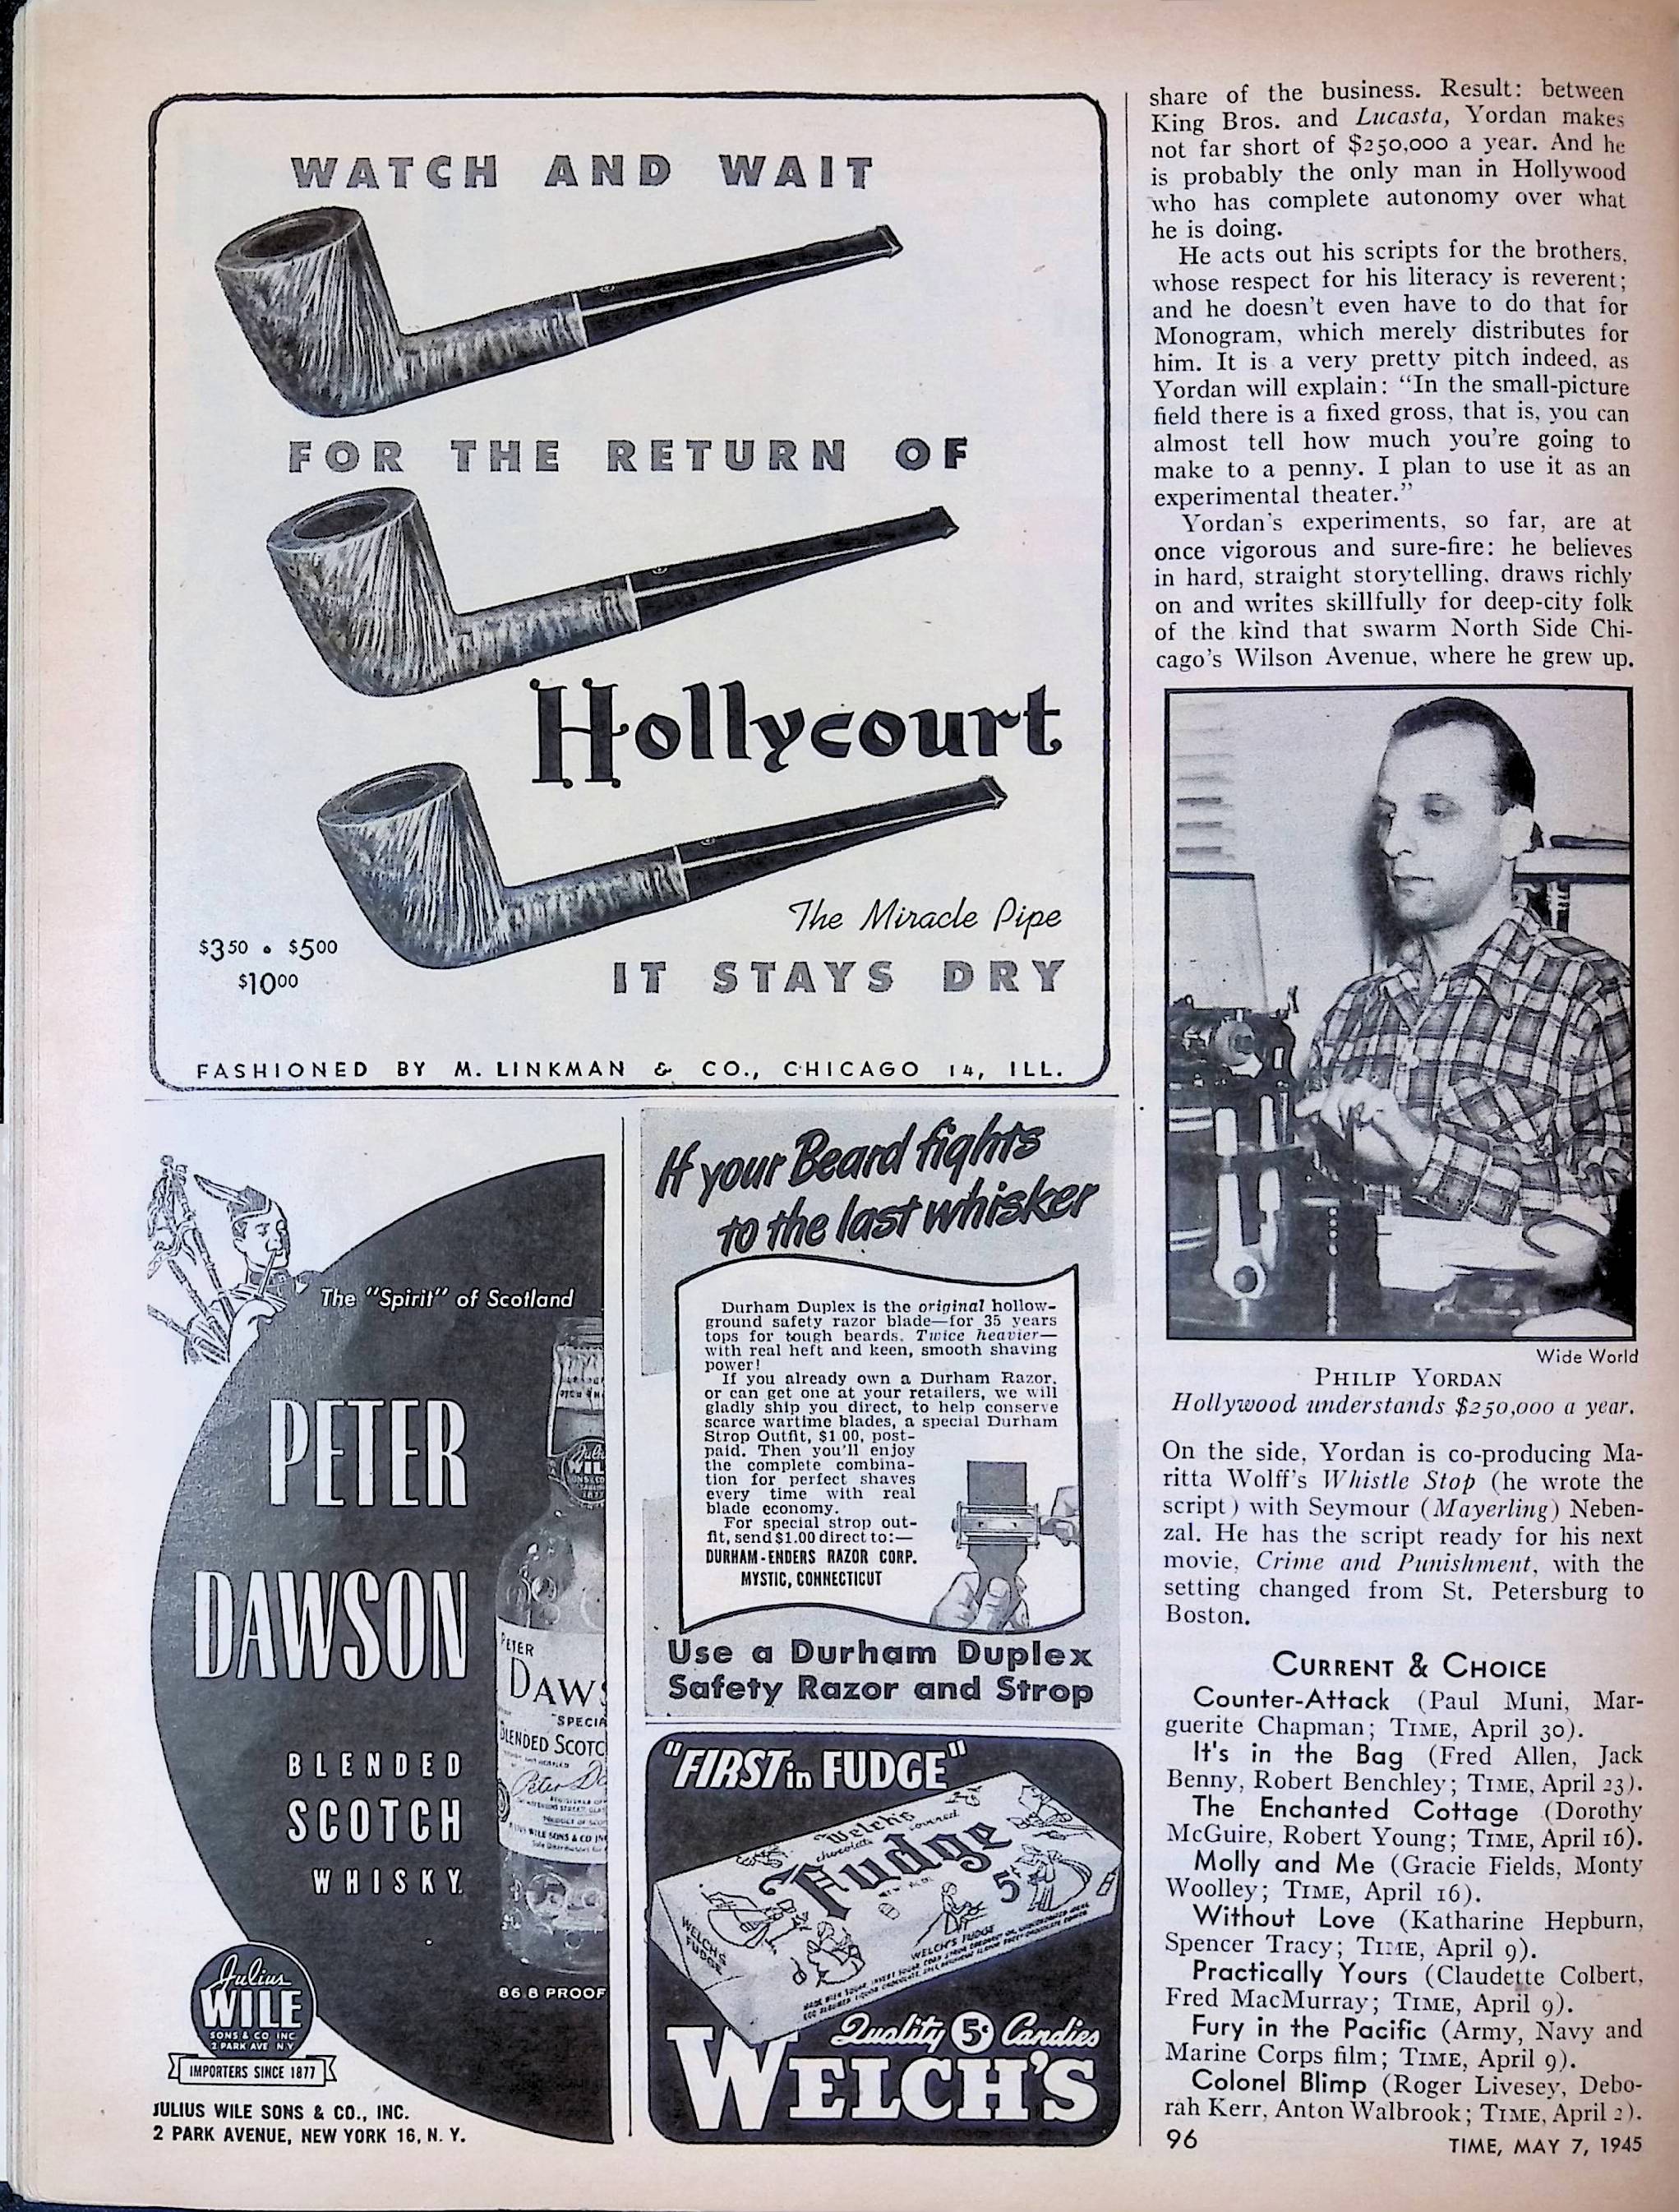 WATCH AND WAIT
FOR THE RETURN OF
Hollycourt
The Miracle Pipe
$350 • $500
$1000
IT STAYS DRY
FASHIONED BY M. LINKMAN & CO., CHICAGO 14, ILL.
The "Spirit" of Scotland
PETER
DAWSON
BLENDED
SCOTCH
WHISKY
PETER
DAWS
"SPECIA
BLENDED SCOTC
86 8 PROOF
Julius
WILE
SONS & CO INC
2 PARK AVE N Y
IMPORTERS SINCE 1877
JULIUS WILE SONS & CO., INC.
2 PARK AVENUE, NEW YORK 16, N. Y.
If your Beard fights
to the last whisker
Durham Duplex is the original hollow-
ground safety razor blade—for 35 years
tops for tough beards. Twice heavier—
with real heft and keen, smooth shaving
power!
If you already own a Durham Razor,
or can get one at your retailers, we will
gladly ship you direct, to help conserve
scarce wartime blades, a special Durham
Strop Outfit, $1 00, post-
paid. Then you'll enjoy
the complete combina-
tion for perfect shaves
every time with real
blade economy.
For special strop out-
fit, send $1.00 direct to:—
DURHAM-ENDERS RAZOR CORP.
MYSTIC, CONNECTICUT
Use a Durham Duplex
Safety Razor and Strop
"FIRST in FUDGE"
Welch's
chocolate covered
Fudge
5¢
WELCH'S
FUDGE
WELCH'S FUDGE
Quality 5¢ Candies
WELCH'S
share of the business. Result: between
King Bros. and Lucasta, Yordan makes
not far short of $250,000 a year. And he
is probably the only man in Hollywood
who has complete autonomy over what
he is doing.
He acts out his scripts for the brothers,
whose respect for his literacy is reverent;
and he doesn't even have to do that for
Monogram, which merely distributes for
him. It is a very pretty pitch indeed, as
Yordan will explain: "In the small-picture
field there is a fixed gross, that is, you can
almost tell how much you're going to
make to a penny. I plan to use it as an
experimental theater."
Yordan's experiments, so far, are at
once vigorous and sure-fire: he believes
in hard, straight storytelling, draws richly
on and writes skillfully for deep-city folk
of the kind that swarm North Side Chi-
cago's Wilson Avenue, where he grew up.
Wide World
PHILIP YORDAN
Hollywood understands $250,000 a year.
On the side, Yordan is co-producing Ma-
ritta Wolff's Whistle Stop (he wrote the
script) with Seymour (Mayerling) Neben-
zal. He has the script ready for his next
movie, Crime and Punishment, with the
setting changed from St. Petersburg to
Boston.
CURRENT & CHOICE
Counter-Attack (Paul Muni, Mar-
guerite Chapman; TIME, April 30).
It's in the Bag (Fred Allen, Jack
Benny, Robert Benchley; TIME, April 23).
The Enchanted Cottage (Dorothy
McGuire, Robert Young; TIME, April 16).
Molly and Me (Gracie Fields, Monty
Woolley; TIME, April 16).
Without Love (Katharine Hepburn,
Spencer Tracy; TIME, April 9).
Practically Yours (Claudette Colbert,
Fred MacMurray; TIME, April 9).
Fury in the Pacific (Army, Navy and
Marine Corps film; TIME, April 9).
Colonel Blimp (Roger Livesey, Debo-
rah Kerr, Anton Walbrook; TIME, April 2).
96
TIME, MAY 7, 1945